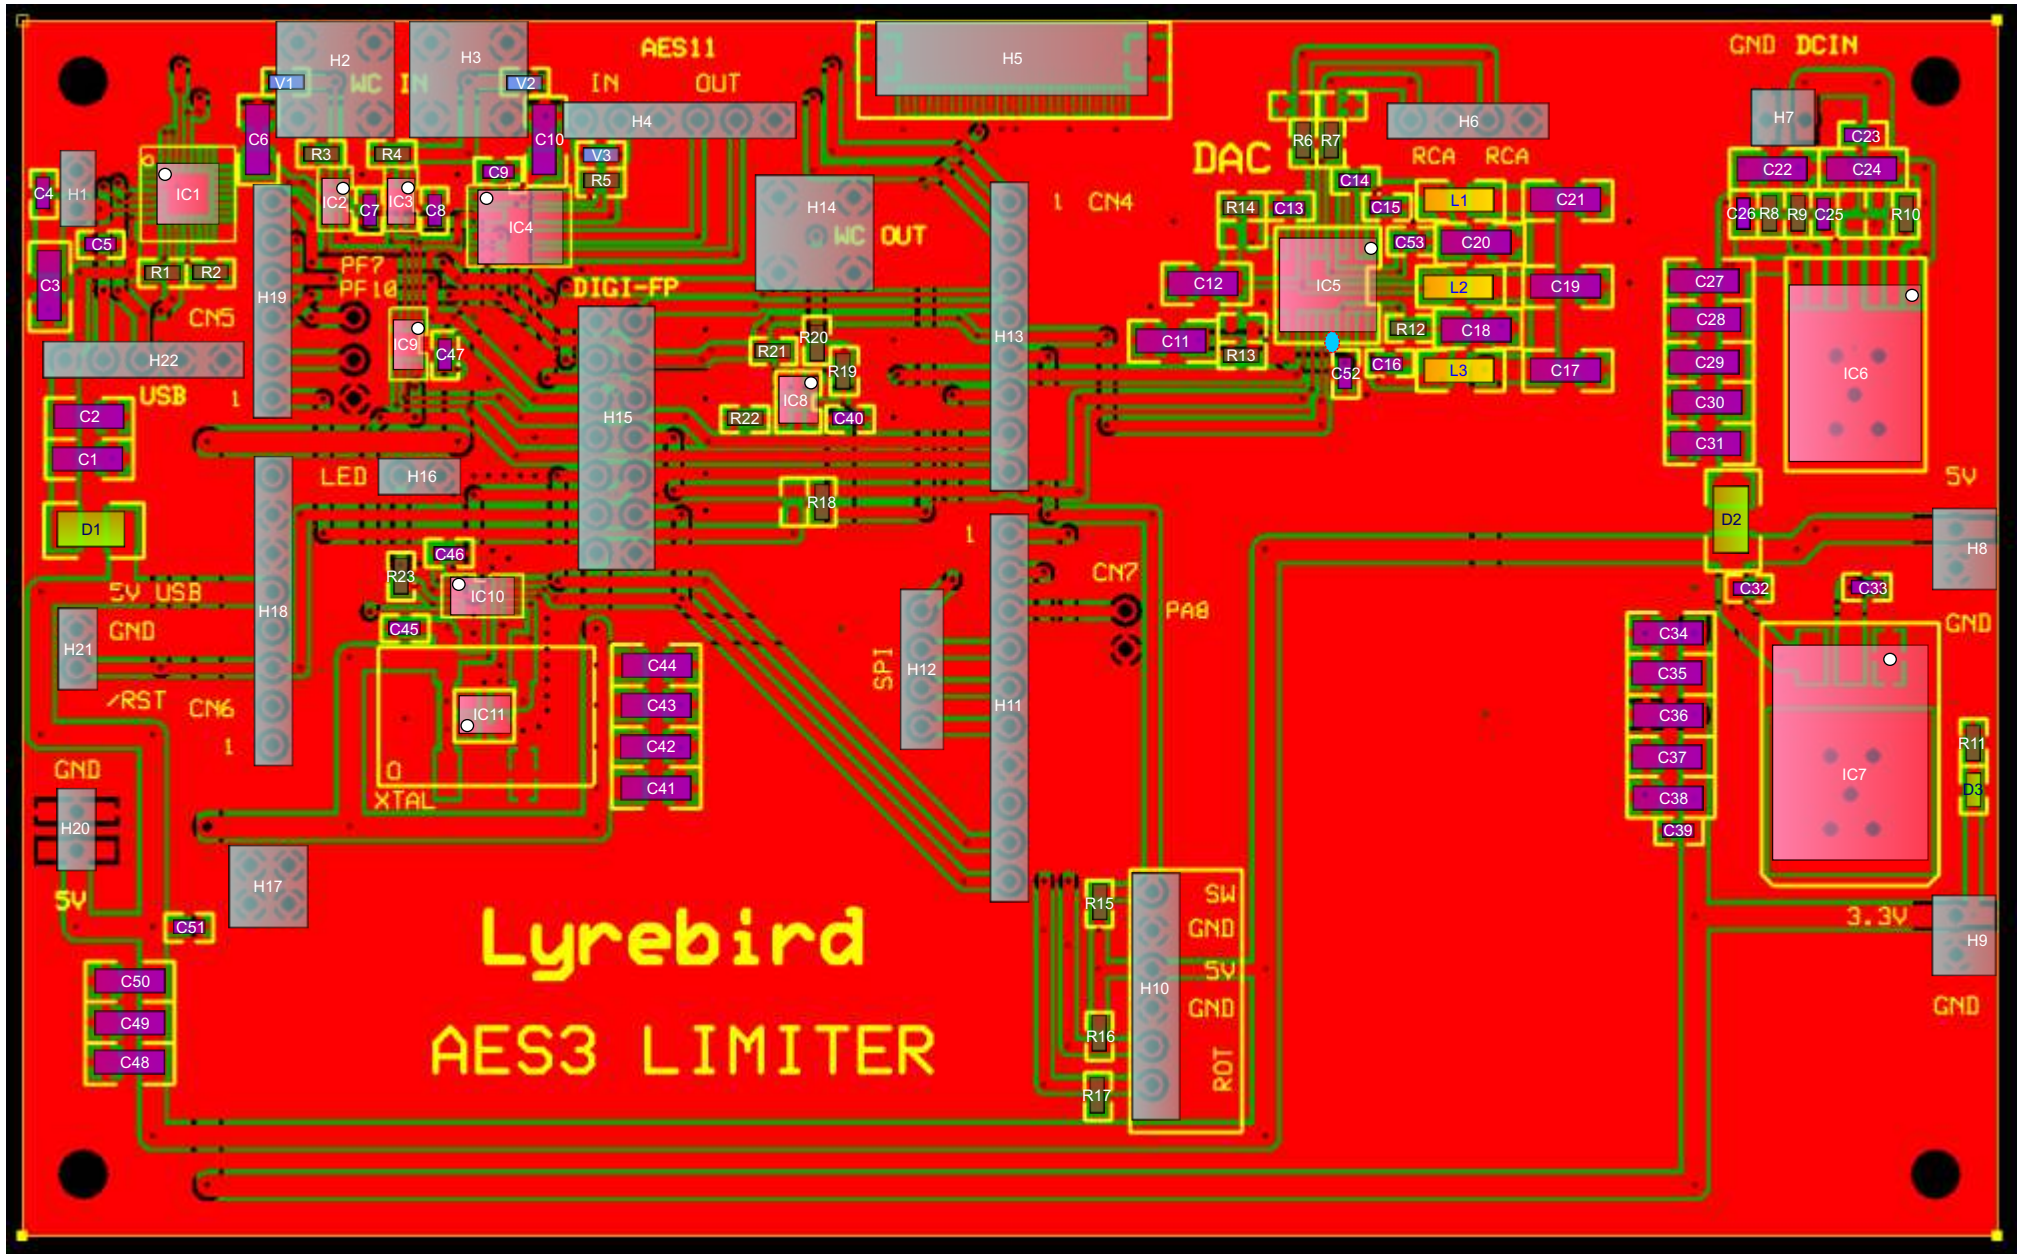 AES11
GND DCIN
H2
H3
H5
V1
WC IN
V2
IN
OUT
H4
H6
H7
C6
C10
R6
R7
C23
R3
R4
V3
DAC
RCA
RCA
C22
C24
C9
R5
C14
C4
H1
IC1
IC2
C7
IC3
C8
IC4
H14
WC OUT
1
CN4
R14
C13
C15
L1
C21
C26
R8
R9
C25
R10
C5
C53
C20
R1
R2
PF7
PF10
C3
H19
DIGI-FP
C12
IC5
L2
C19
C27
CN5
C28
H22
IC9
C47
R20
R21
H13
C11
R13
R12
C18
C29
R19
C52
C16
L3
C17
IC6
USB
1
IC8
C30
C2
H15
R22
C40
C31
C1
LED
H16
5V
R18
D1
1
D2
H8
C46
R23
IC10
CN7
C32
C33
5V USB
H18
PA8
GND
GND
C45
C34
H21
SPI
H12
C44
C35
/RST
CN6
IC11
C43
H11
C36
1
C42
C37
R11
GND
O
C41
C38
IC7
D3
XTAL
H20
C39
H17
5V
R15
SW
C51
Lyrebird
GND
3.3V
H9
5V
C50
H10
GND
GND
C49
AES3 LIMITER
R16
C48
ROT
R17